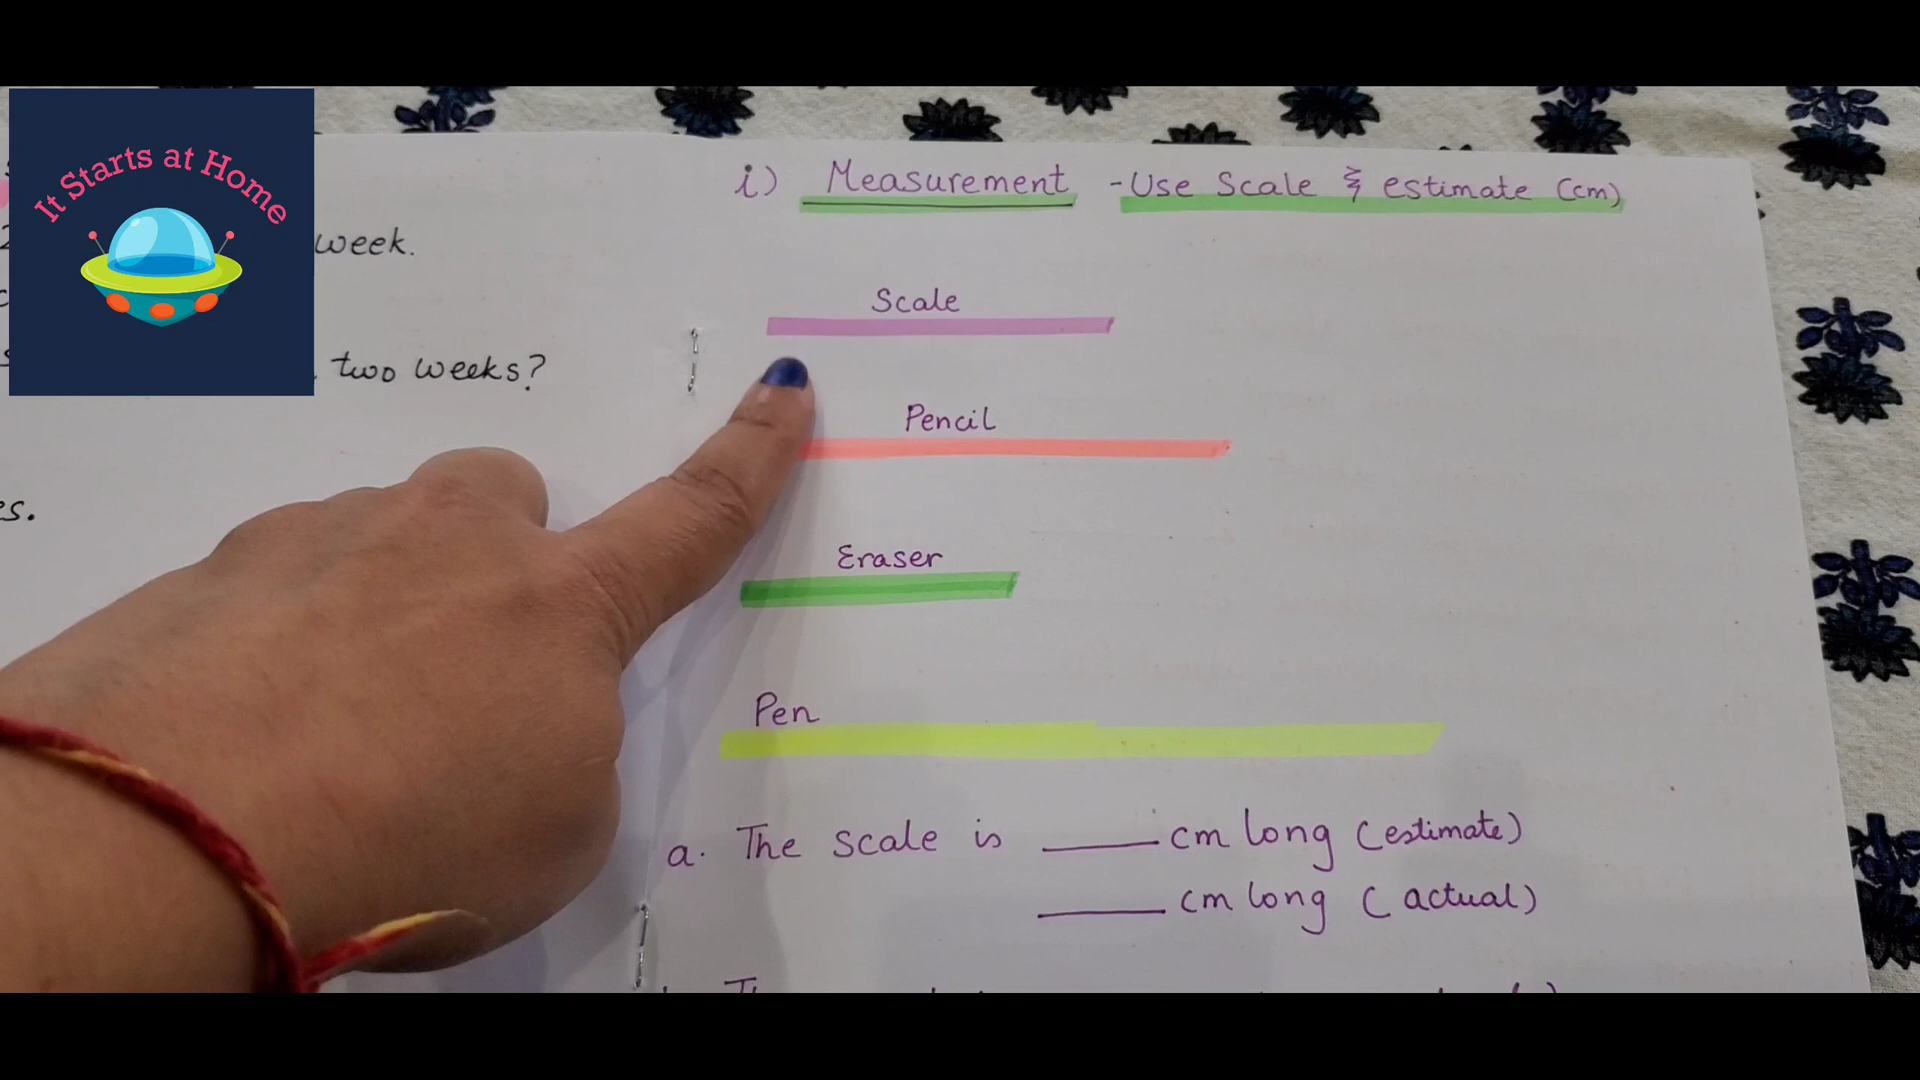 It Starts at Home
week.
two weeks?
es.
i) Measurement - Use Scale & estimate (cm)
Scale
Pencil
Eraser
Pen
a. The scale is ____ cm long (estimate)
____ cm long (actual)